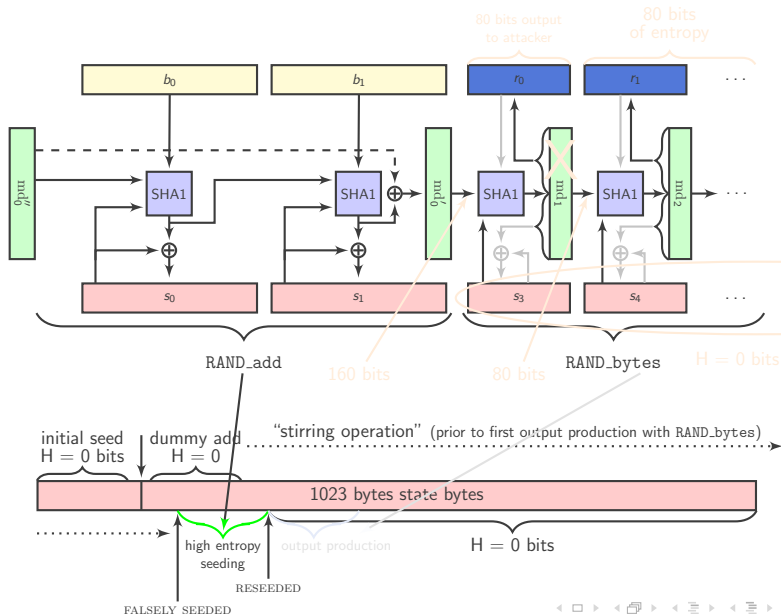 80 bits output
to attacker
80 bits
of entropy
b0
b1
r0
r1
...
md0''
SHA1
SHA1
md0'
SHA1
md1
SHA1
md2
...
s0
s1
s3
s4
...
RAND_add
160 bits
80 bits
RAND_bytes
H = 0 bits
"stirring operation" (prior to first output production with RAND_bytes)
initial seed
H = 0 bits
dummy add
H = 0
1023 bytes state bytes
high entropy
seeding
output production
H = 0 bits
RESEEDED
FALSELY SEEDED